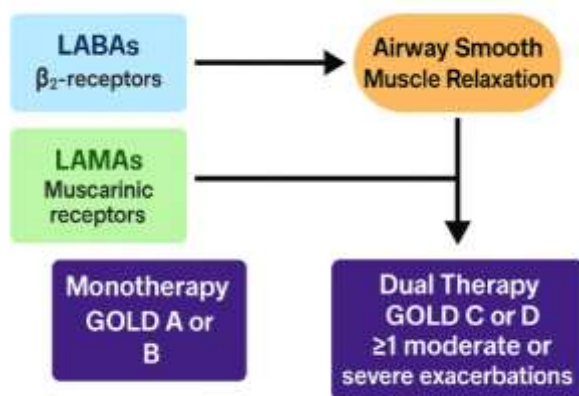 LABAs
β₂-receptors
Airway Smooth
Muscle Relaxation
LAMAs
Muscarinic
receptors
Monotherapy
GOLD A or
B
Dual Therapy
GOLD C or D
≥1 moderate or
severe exacerbations